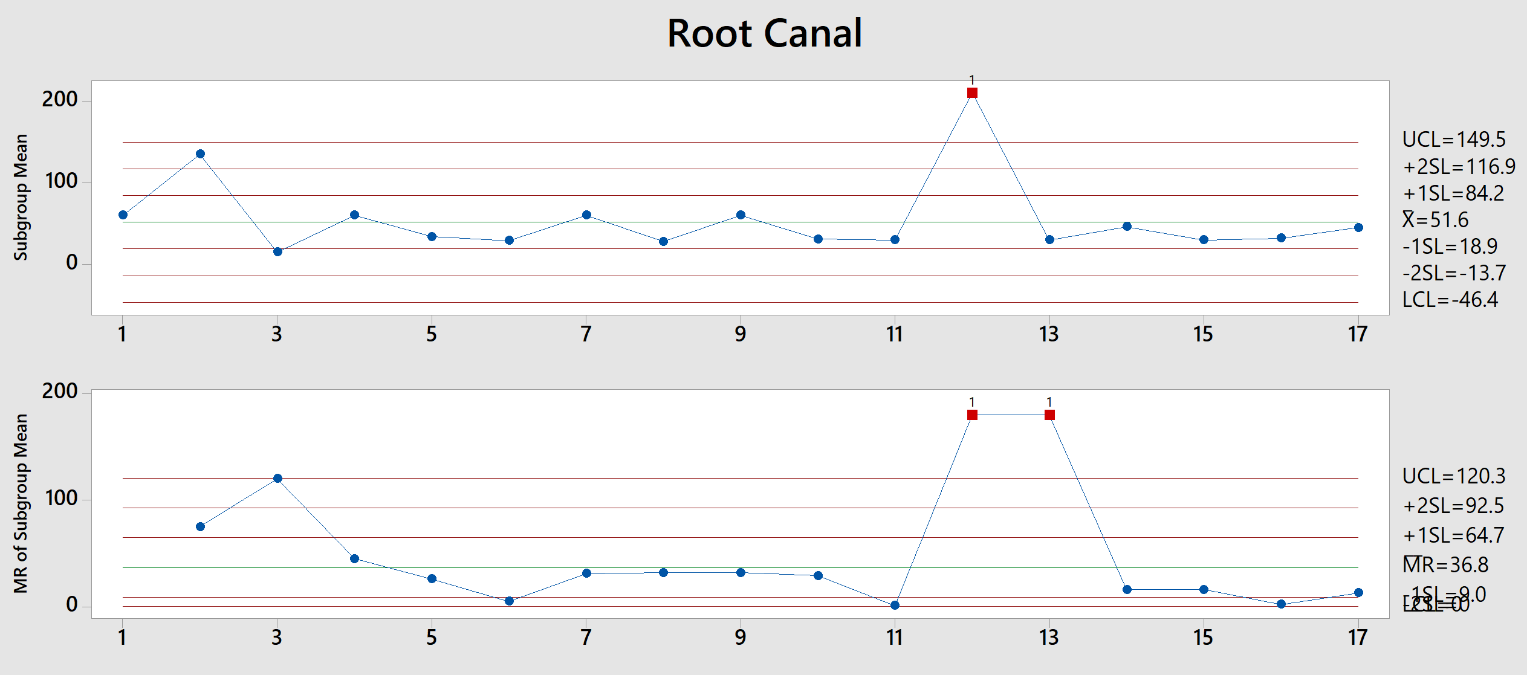 Root Canal
Subgroup Mean
200
100
0
1
UCL=149.5
+2SL=116.9
+1SL=84.2
X̿=51.6
-1SL=18.9
-2SL=-13.7
LCL=-46.4
1 3 5 7 9 11 13 15 17
MR of Subgroup Mean
200
100
0
1 1
UCL=120.3
+2SL=92.5
+1SL=64.7
M̅R̅=36.8
-1SL=9.0
1 3 5 7 9 11 13 15 17